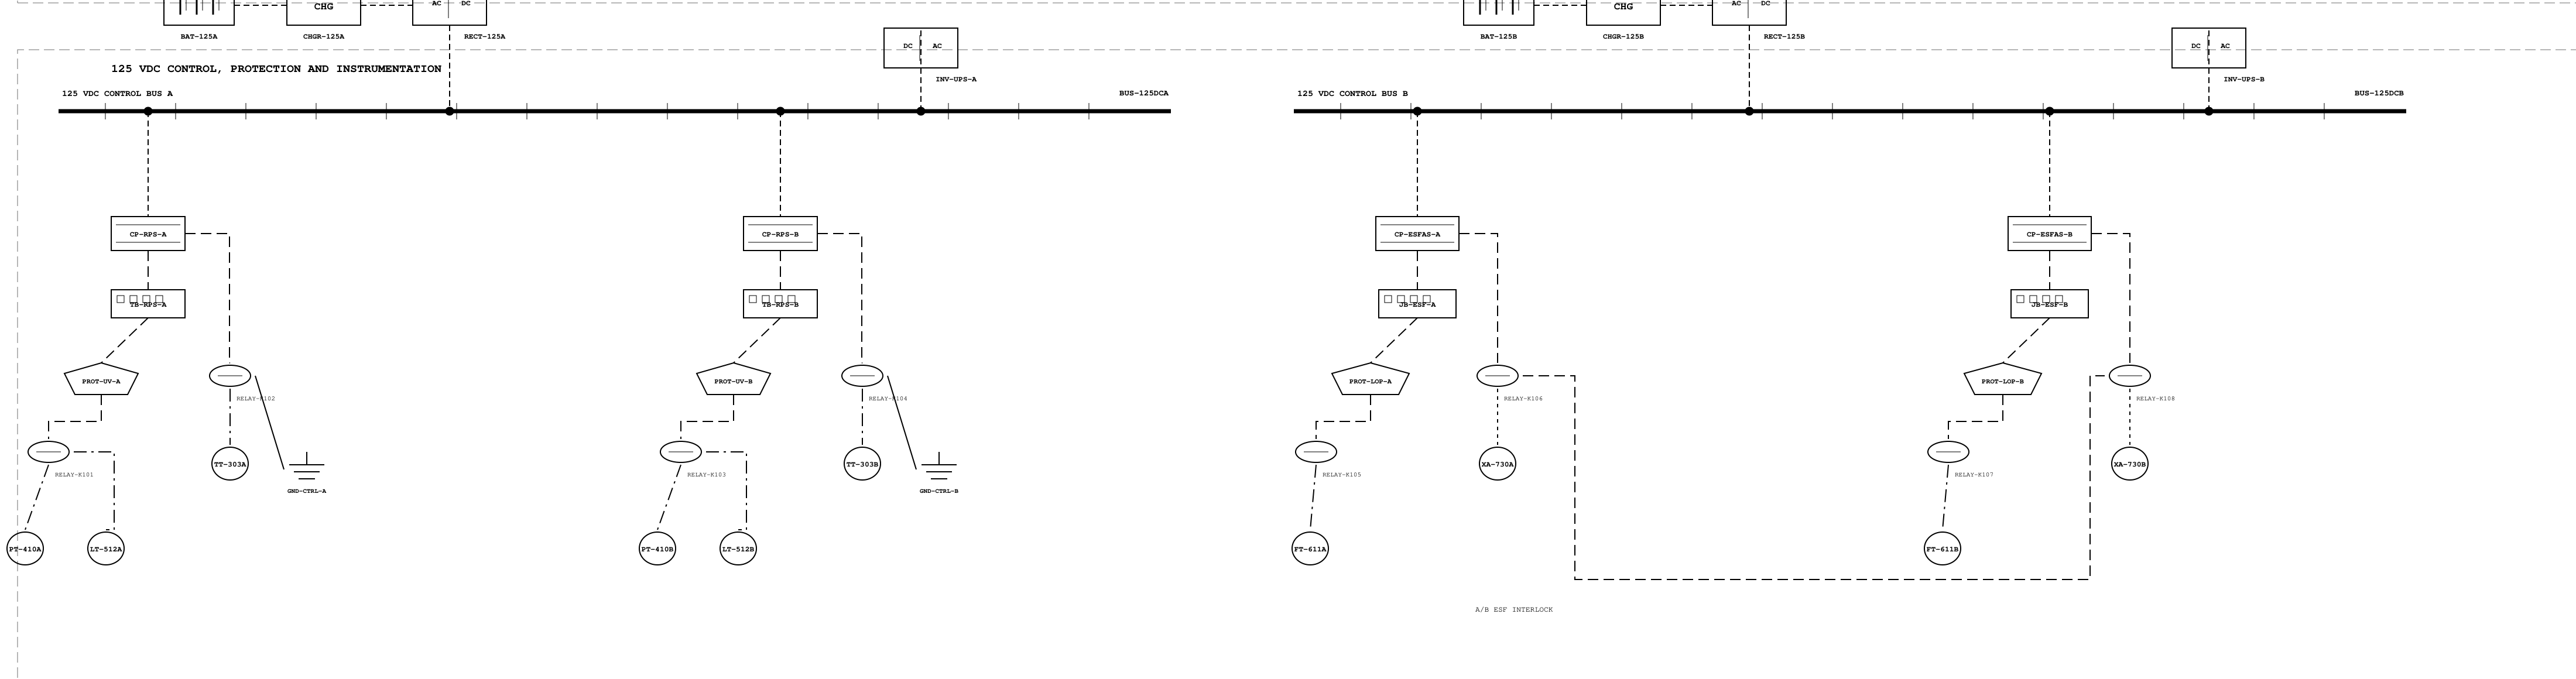 CHG
AC DC
CHG
AC DC
BAT-125A
CHGR-125A
RECT-125A
BAT-125B
CHGR-125B
RECT-125B
DC AC
DC AC
125 VDC CONTROL, PROTECTION AND INSTRUMENTATION
INV-UPS-A
INV-UPS-B
125 VDC CONTROL BUS A
BUS-125DCA
125 VDC CONTROL BUS B
BUS-125DCB
CP-RPS-A
CP-RPS-B
CP-ESFAS-A
CP-ESFAS-B
TB-RPS-A
TB-RPS-B
JB-ESF-A
JB-ESF-B
PROT-UV-A
PROT-UV-B
PROT-LOP-A
PROT-LOP-B
RELAY-K102
RELAY-K104
RELAY-K106
RELAY-K108
TT-303A
TT-303B
XA-730A
XA-730B
RELAY-K101
RELAY-K103
RELAY-K105
RELAY-K107
GND-CTRL-A
GND-CTRL-B
PT-410A
LT-512A
PT-410B
LT-512B
FT-611A
FT-611B
A/B ESF INTERLOCK